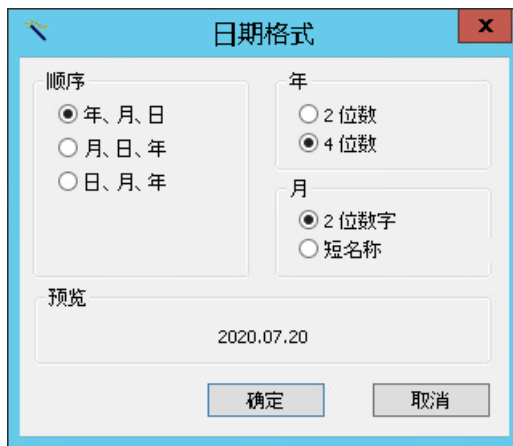 日期格式
顺序
年、月、日
月、日、年
日、月、年
年
2 位数
4 位数
月
2 位数字
短名称
预览
2020.07.20
确定
取消